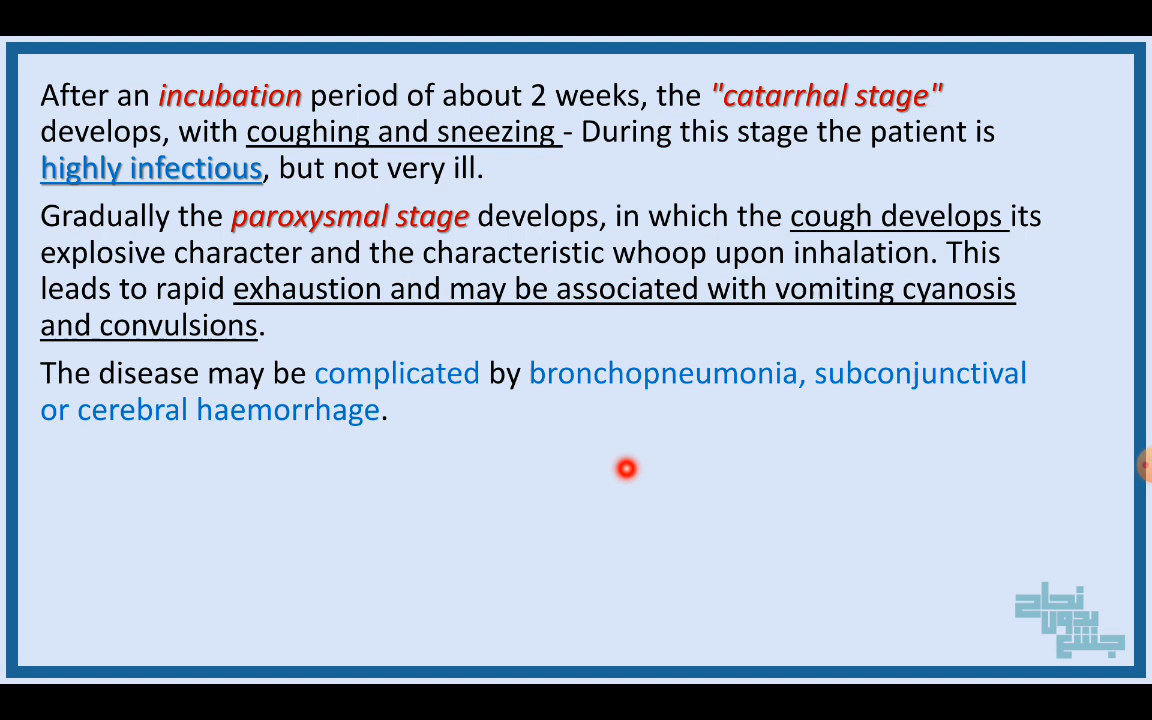 After an incubation period of about 2 weeks, the "catarrhal stage"
develops, with coughing and sneezing - During this stage the patient is
highly infectious, but not very ill.
Gradually the paroxysmal stage develops, in which the cough develops its
explosive character and the characteristic whoop upon inhalation. This
leads to rapid exhaustion and may be associated with vomiting cyanosis
and convulsions.
The disease may be complicated by bronchopneumonia, subconjunctival
or cerebral haemorrhage.
نجاح
بدون